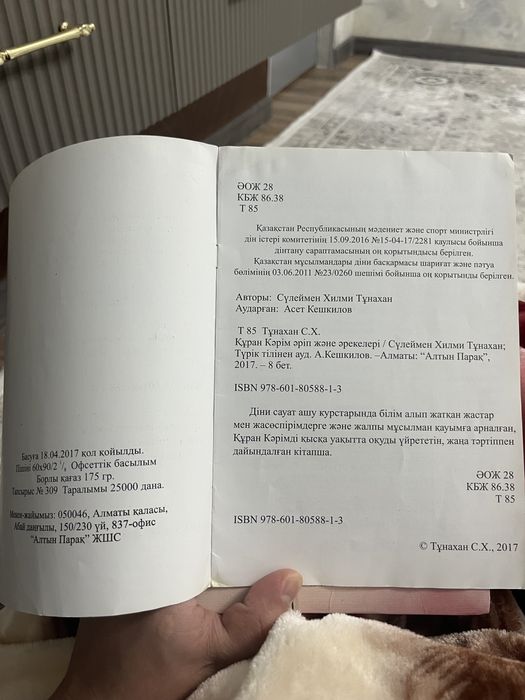 Басуға 18.04.2017 қол қойылды.
Пішіні 60х90/2 ¹/, Офсеттік басылым
Борлы қағаз 175 гр.
Тапсырыс № 309 Таралымы 25000 дана.
Мекен-жайымыз: 050046, Алматы қаласы,
Абай даңғылы, 150/230 үй, 837-офис
“Алтын Парақ” ЖШС
ӘОЖ 28
КБЖ 86.38
Т 85
Қазақстан Республикасының мәдениет және спорт министрлігі
дін істері комитетінің 15.09.2016 №15-04-17/2281 қаулысы бойынша
дінтану сараптамасының оң қорытындысы берілген.
Қазақстан мұсылмандары діни басқармасы шариғат және пәтуа
бөлімінің 03.06.2011 №23/0260 шешімі бойынша оң қорытынды берілген.
Авторы: Сүлеймен Хилми Тұнахан
Аударған: Асет Кешкилов
Т 85 Тұнахан С.Х.
Құран Кәрім әріп және әрекелері / Сүлеймен Хилми Тұнахан;
Түрік тілінен ауд. А.Кешкилов. –Алматы: “Алтын Парақ”,
2017. – 8 бет.
ISBN 978-601-80588-1-3
Діни сауат ашу курстарында білім алып жатқан жастар
мен жасөспірімдерге және жалпы мұсылман қауымға арналған,
Құран Кәрімді қысқа уақытта оқуды үйрететін, жаңа тәртіппен
дайындалған кітапша.
ӘОЖ 28
КБЖ 86.38
Т 85
ISBN 978-601-80588-1-3
© Тұнахан С.Х., 2017